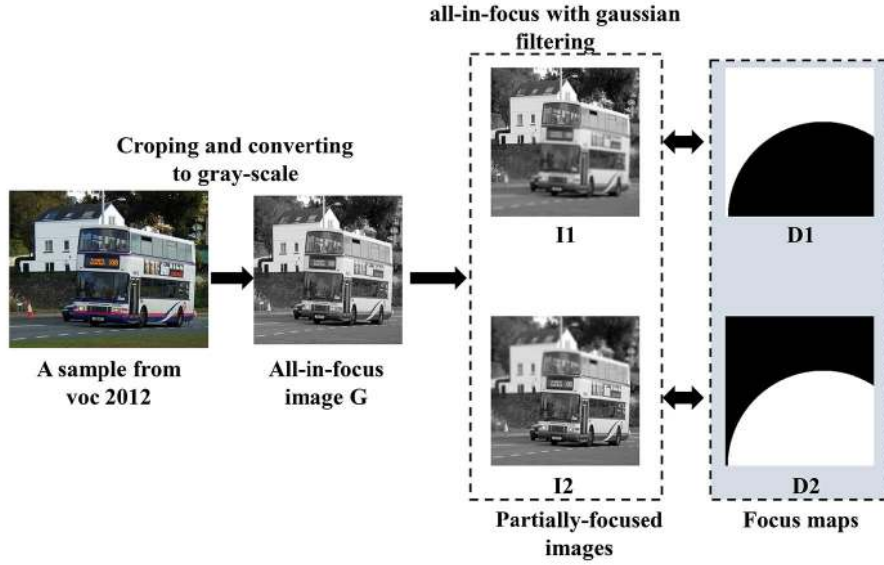 all-in-focus with gaussian
filtering
Croping and converting
to gray-scale
I1
D1
A sample from
voc 2012
All-in-focus
image G
I2
D2
Partially-focused
images
Focus maps